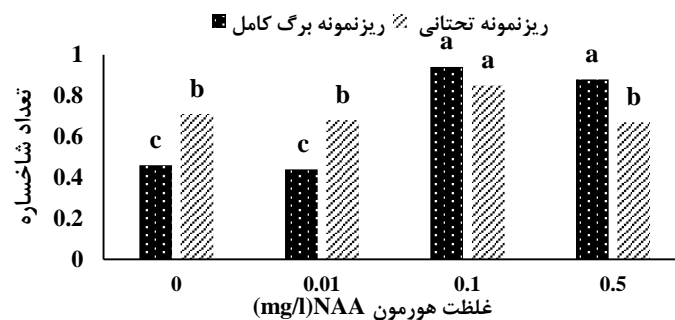 ریزنمونه برگ کامل ریزنمونه تحتانی
تعداد شاخساره
1
0.8
0.6
0.4
0.2
0
c b c b a a a b
0 0.01 0.1 0.5
غلظت هورمون NAA(mg/l)